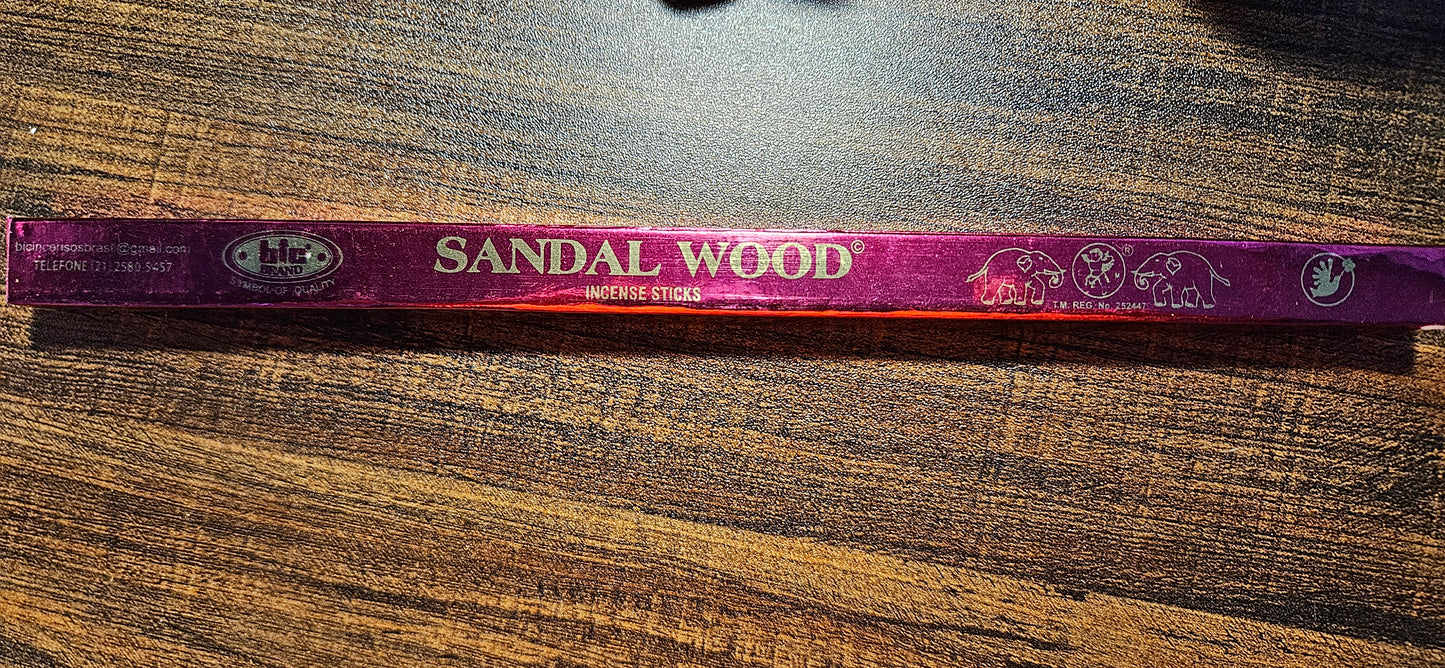 bicincensosbrasil@gmail.com
TELEFONE (21) 2580 5457
bic
BRAND
SYMBOL OF QUALITY
SANDAL WOOD©
INCENSE STICKS
®
T.M. REG. No. 252447